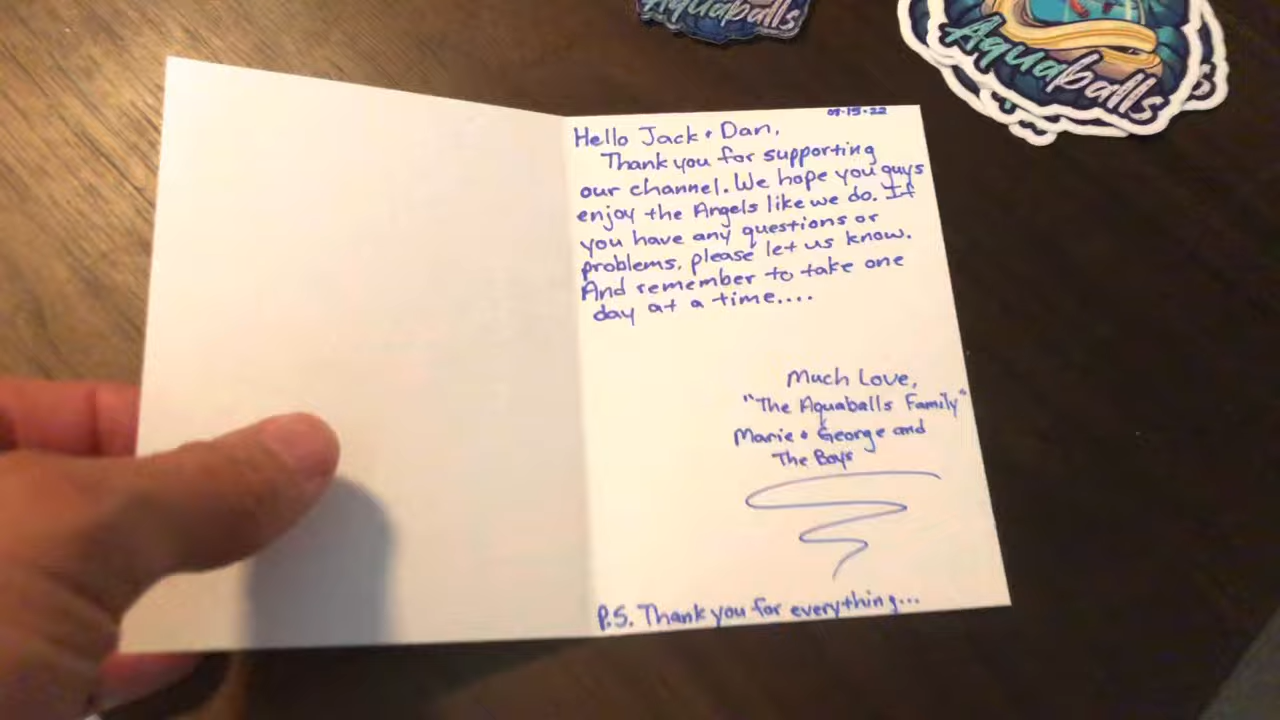 Aquaballs
Aquaballs
08-15-22
Hello Jack + Dan,
Thank you for supporting
our channel. We hope you guys
enjoy the Angels like we do. If
you have any questions or
problems, please let us know.
And remember to take one
day at a time....
Much Love,
"The Aquaballs Family"
Marie + George and
The Boys
P.S. Thank you for everything...